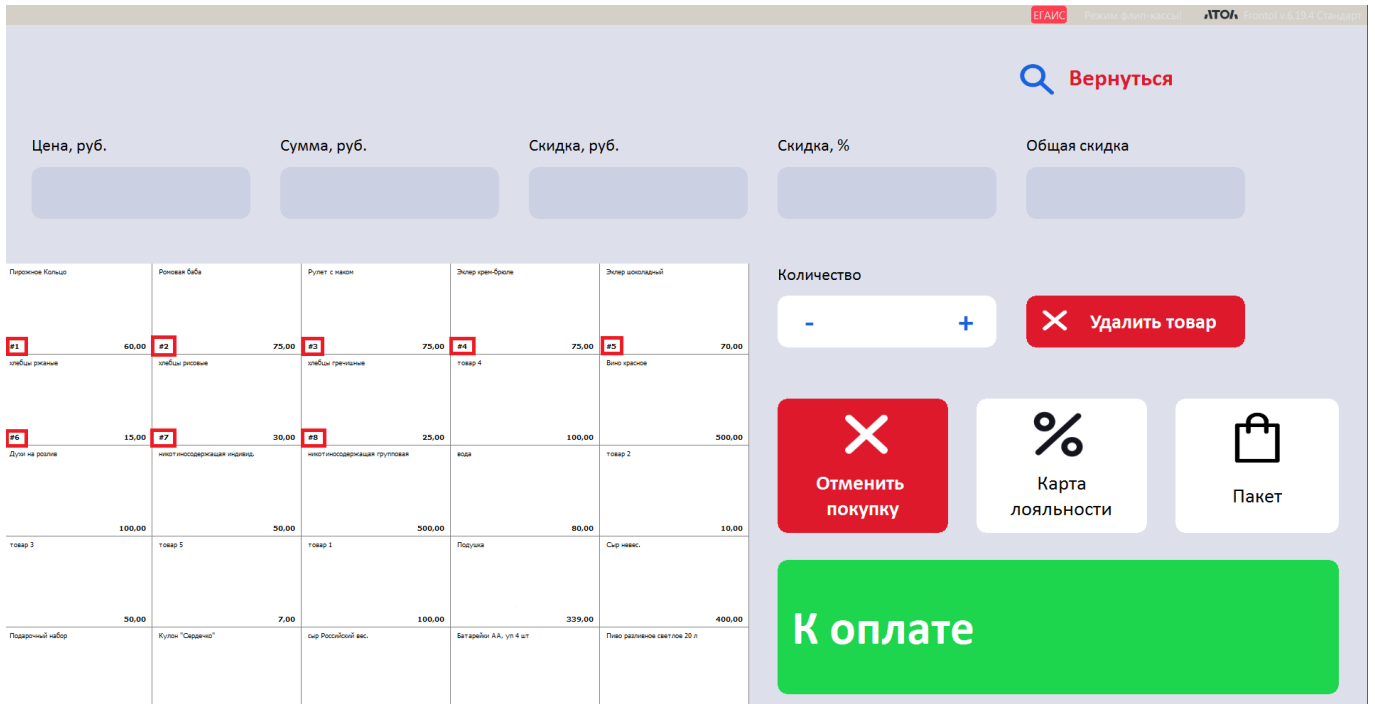 ЕГАИС Режим флип-кассы! АТОЛ Frontol v.6.19.4 Стандарт
Вернуться
Цена, руб. Сумма, руб. Скидка, руб. Скидка, % Общая скидка
Пирожное Кольцо Ромовая баба Рулет с маком Эклер крем-брюле Эклер шоколадный
#1 60,00 #2 75,00 #3 75,00 #4 75,00 #5 70,00
хлебцы ржаные хлебцы рисовые хлебцы гречишные товар 4 Вино красное
#6 15,00 #7 30,00 #8 25,00 100,00 500,00
Духи на розлив никотиносодержащая индивид. никотиносодержащая групповая вода товар 2
100,00 50,00 500,00 80,00 10,00
товар 3 товар 5 товар 1 Подушка Сыр невес.
50,00 7,00 100,00 339,00 400,00
Подарочный набор Кулон "Сердечко" сыр Российский вес. Батарейки АА, уп 4 шт Пиво разливное светлое 20 л
Количество
- +
Удалить товар
Отменить
покупку
Карта
лояльности
Пакет
К оплате